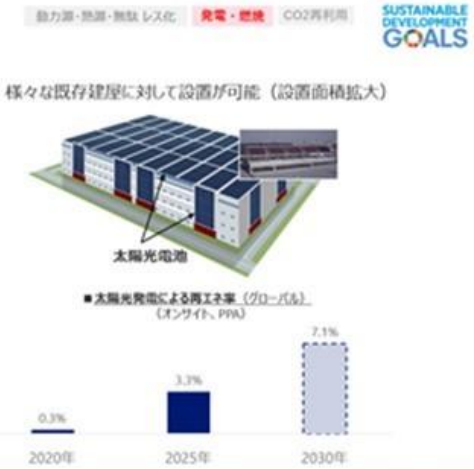 動力源・熱源・無駄 レス化
発電・燃焼
CO2再利用
SUSTAINABLE
DEVELOPMENT
GOALS
様々な既存建屋に対して設置が可能（設置面積拡大）
太陽光電池
■太陽光発電による再エネ率（グローバル）
（オンサイト、PPA）
7.1%
3.3%
0.3%
2020年
2025年
2030年